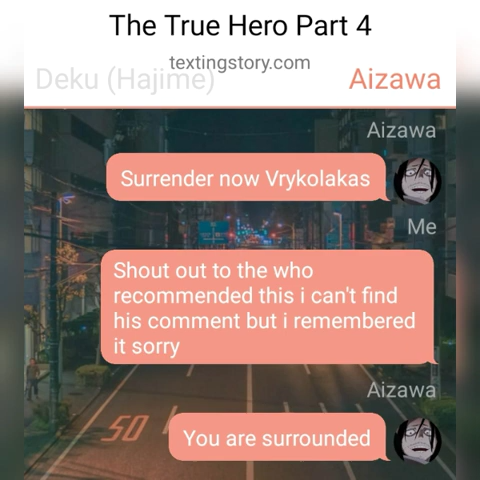 The True Hero Part 4
textingstory.com
Deku (Hajime) Aizawa
Aizawa
Surrender now Vrykolakas
Me
Shout out to the who
recommended this i can't find
his comment but i remembered
it sorry
Aizawa
You are surrounded
50